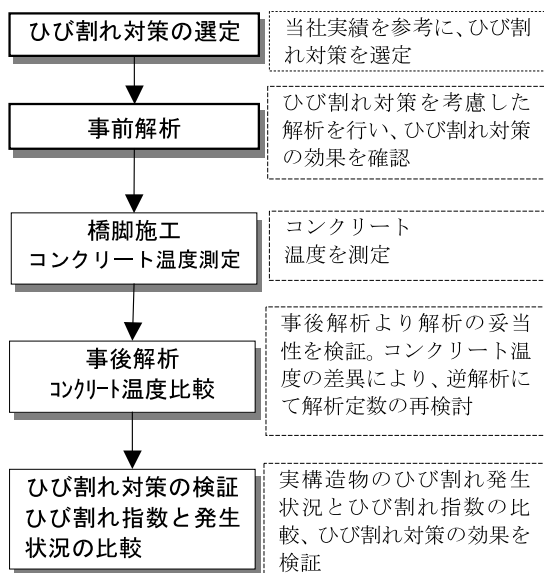 ひび割れ対策の選定
当社実績を参考に、ひび割
れ対策を選定
事前解析
ひび割れ対策を考慮した
解析を行い、ひび割れ対策
の効果を確認
橋脚施工
コンクリート温度測定
コンクリート
温度を測定
事後解析
コンクリート温度比較
事後解析より解析の妥当
性を検証。コンクリート温
度の差異により、逆解析に
て解析定数の再検討
ひび割れ対策の検証
ひび割れ指数と発生
状況の比較
実構造物のひび割れ発生
状況とひび割れ指数の比
較、ひび割れ対策の効果を
検証